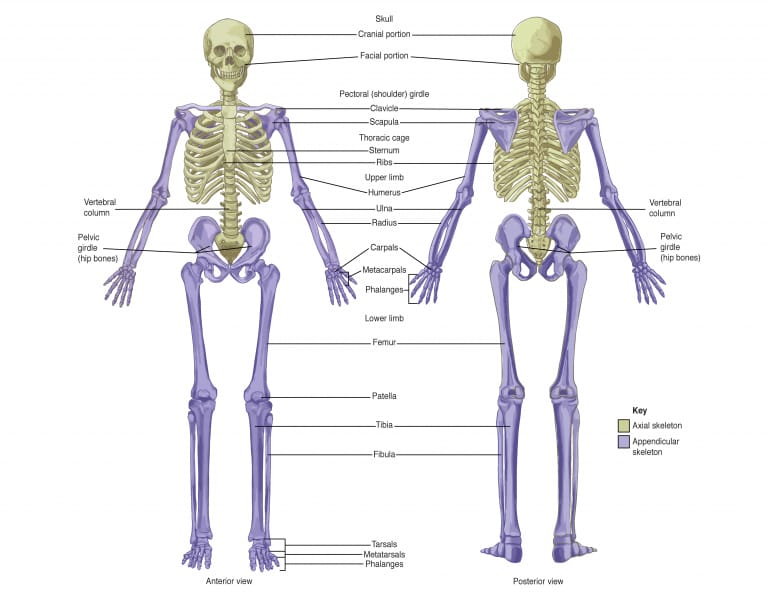 Skull
Cranial portion
Facial portion
Pectoral (shoulder) girdle
Clavicle
Scapula
Thoracic cage
Sternum
Ribs
Upper limb
Humerus
Vertebral
column
Ulna
Vertebral
column
Radius
Pelvic
girdle
(hip bones)
Carpals
Pelvic
girdle
(hip bones)
Metacarpals
Phalanges
Lower limb
Femur
Patella
Key
Axial skeleton
Appendicular
skeleton
Tibia
Fibula
Tarsals
Metatarsals
Phalanges
Anterior view
Posterior view